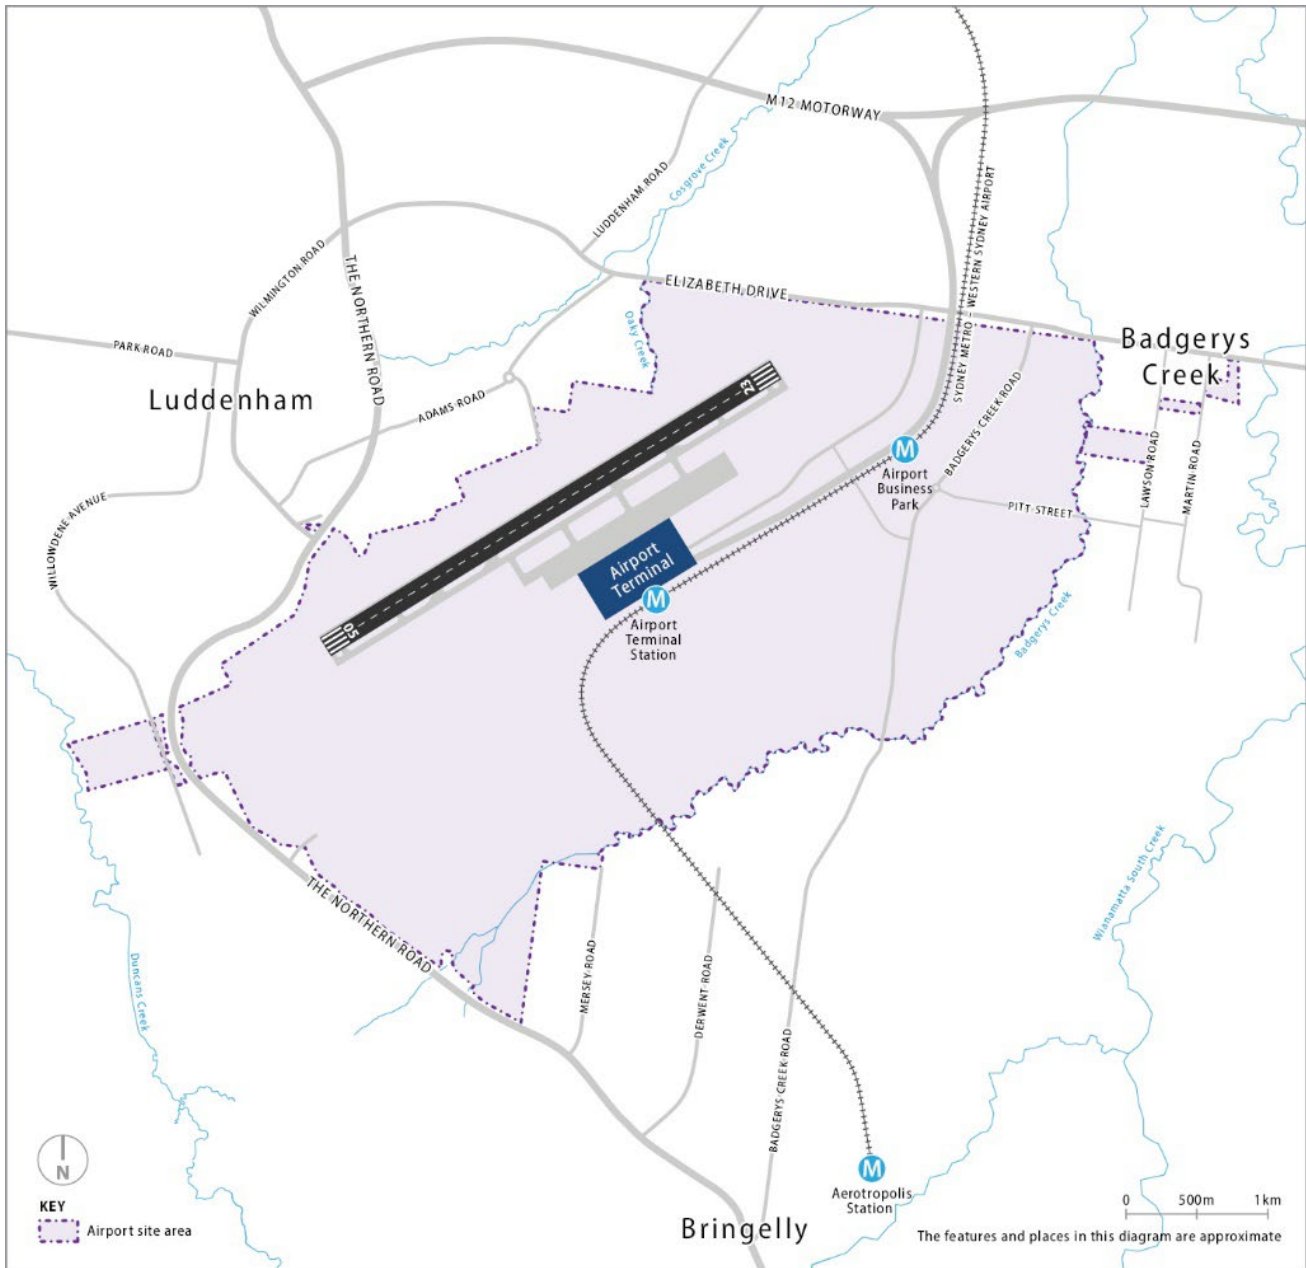 M12 MOTORWAY
Cosgrove Creek
LUDDENHAM ROAD
SYDNEY METRO – WESTERN SYDNEY AIRPORT
WILMINGTON ROAD
THE NORTHERN ROAD
ELIZABETH DRIVE
Oaky Creek
PARK ROAD
Badgerys
Creek
Luddenham
ADAMS ROAD
23
BADGERYS CREEK ROAD
M
Airport
Business
Park
LAWSON ROAD
MARTIN ROAD
PITT STREET
WILLOWDENE AVENUE
Airport
Terminal
M
Airport
Terminal
Station
05
Badgerys Creek
Wianamatta South Creek
THE NORTHERN ROAD
Duncans Creek
MERSEY ROAD
DERWENT ROAD
BADGERYS CREEK ROAD
M
Aerotropolis
Station
Bringelly
N
KEY
Airport site area
0 500m 1km
The features and places in this diagram are approximate